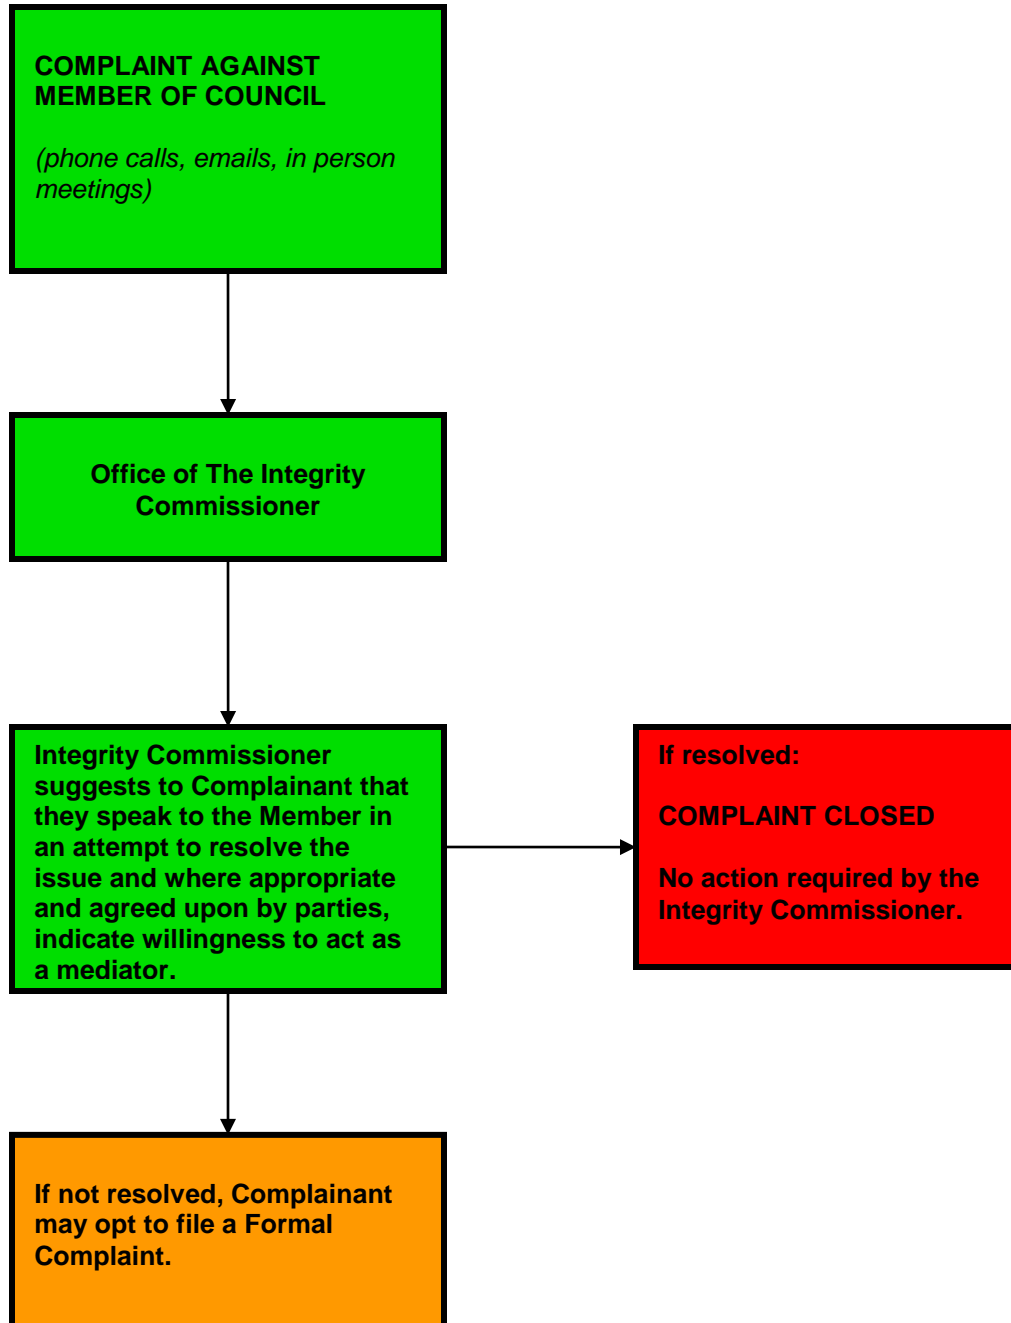 COMPLAINT AGAINST
MEMBER OF COUNCIL
(phone calls, emails, in person
meetings)
Office of The Integrity
Commissioner
Integrity Commissioner
suggests to Complainant that
they speak to the Member in
an attempt to resolve the
issue and where appropriate
and agreed upon by parties,
indicate willingness to act as
a mediator.
If resolved:
COMPLAINT CLOSED
No action required by the
Integrity Commissioner.
If not resolved, Complainant
may opt to file a Formal
Complaint.